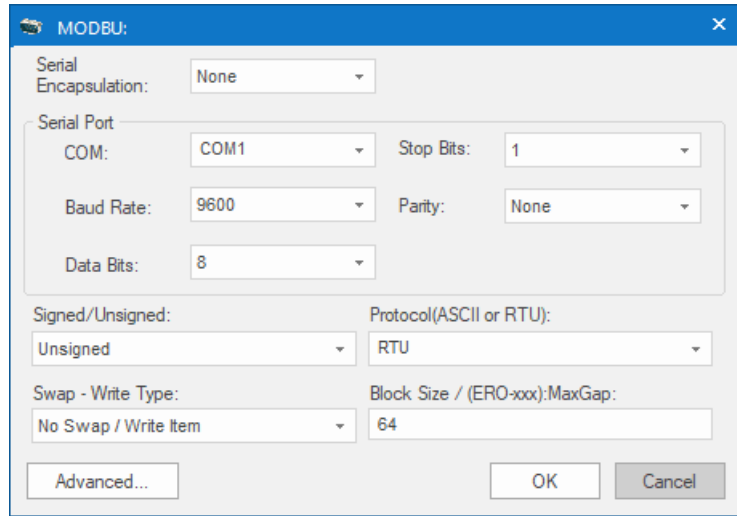 MODBU:
Serial
Encapsulation:
None
Serial Port
COM:
COM1
Stop Bits:
1
Baud Rate:
9600
Parity:
None
Data Bits:
8
Signed/Unsigned:
Protocol(ASCII or RTU):
Unsigned
RTU
Swap - Write Type:
Block Size / (ERO-xxx):MaxGap:
No Swap / Write Item
64
Advanced...
OK
Cancel